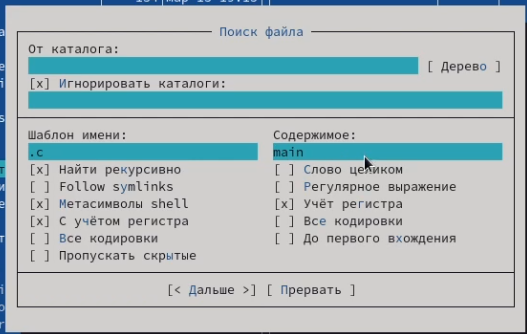 Поиск файла
От каталога:
[ Дерево ]
[x] Игнорировать каталоги:
Шаблон имени:
.c
[x] Найти рекурсивно
[ ] Follow symlinks
[x] Метасимволы shell
[x] С учётом регистра
[ ] Все кодировки
[ ] Пропускать скрытые
Содержимое:
main
[ ] Слово целиком
[ ] Регулярное выражение
[x] Учёт регистра
[ ] Все кодировки
[ ] До первого вхождения
[< Дальше >] [ Прервать ]